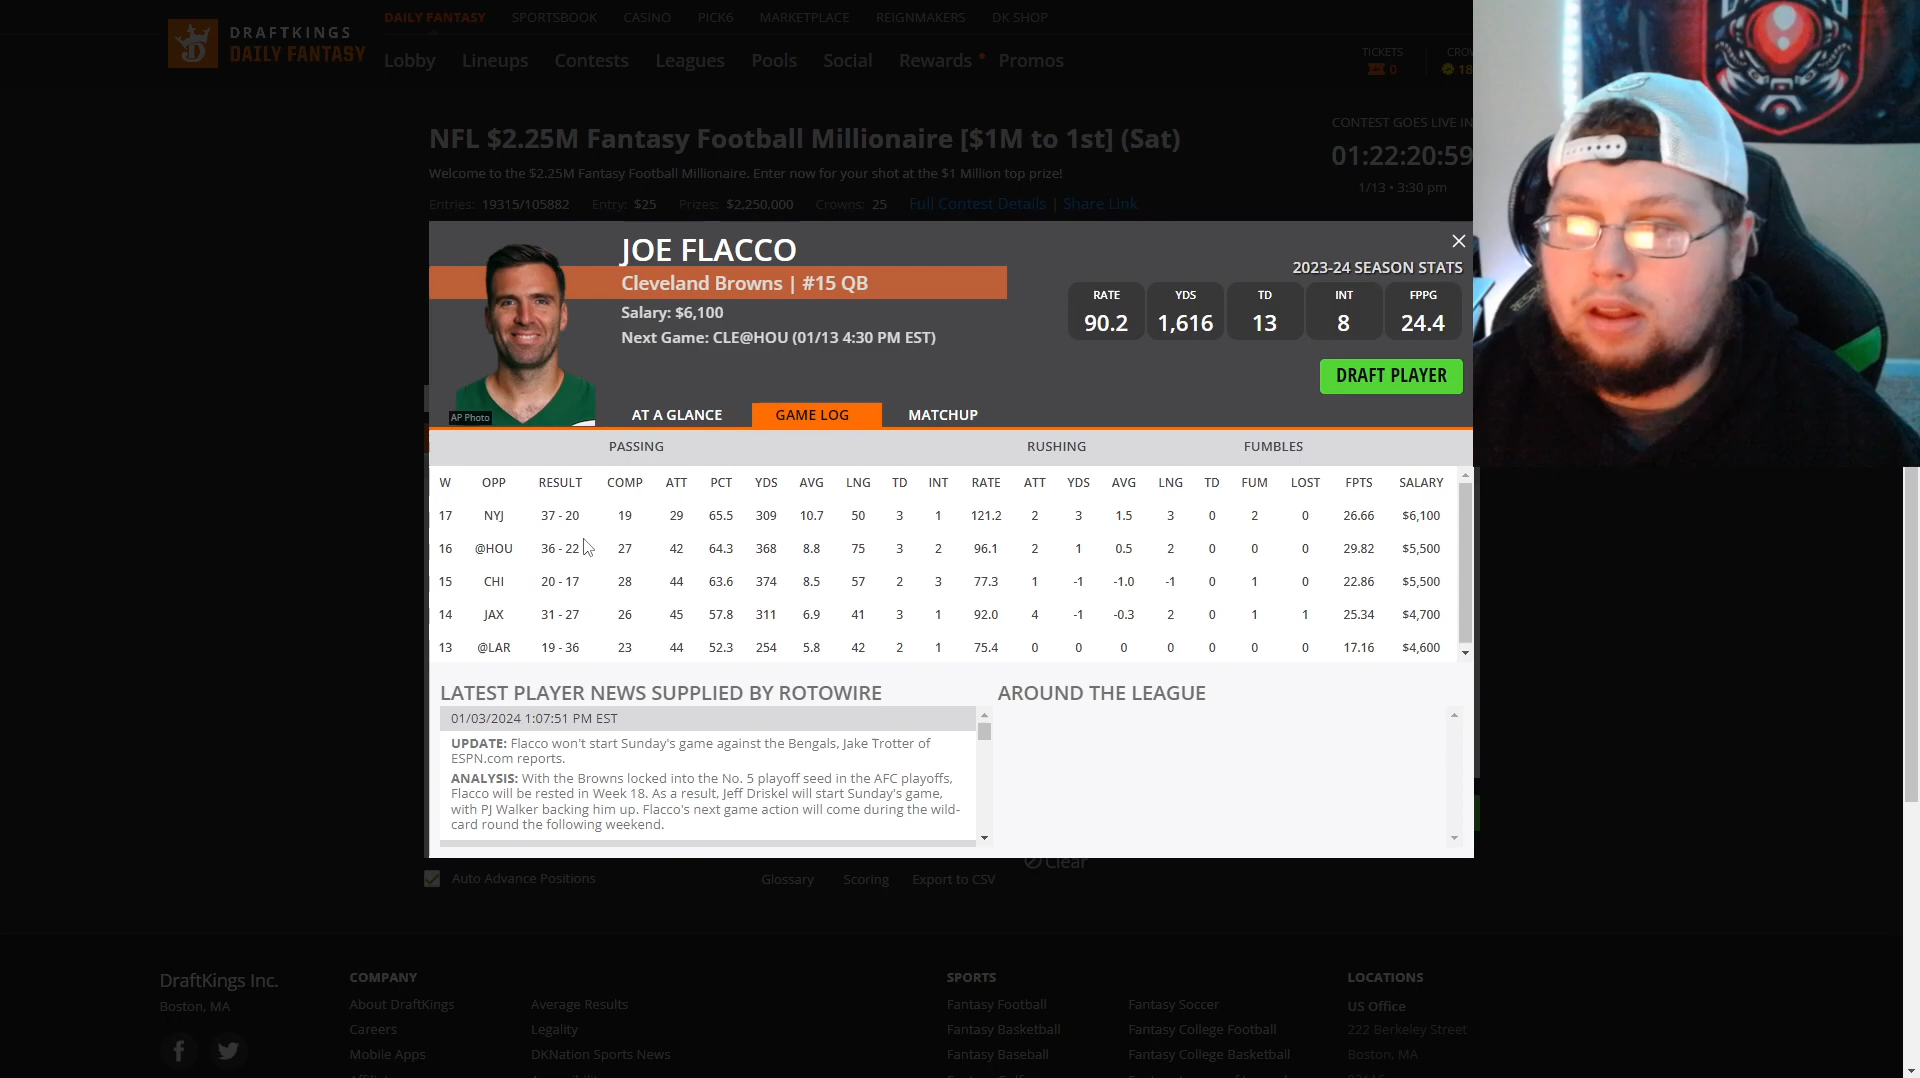 DAILY FANTASY SPORTSBOOK CASINO PICK6 MARKETPLACE REIGNMAKERS DK SHOP
DRAFTKINGS
DAILY FANTASY
Lobby Lineups Contests Leagues Pools Social Rewards Promos
TICKETS
0
18
NFL $2.25M Fantasy Football Millionaire [$1M to 1st] (Sat)
Welcome to the $2.25M Fantasy Football Millionaire. Enter now for your shot at the $1 Million top prize!
Entries: 19315/105882 Entry: $25 Prizes: $2,250,000 Crowns: 25 Full Contest Details | Share Link
CONTEST GOES LIVE IN
01:22:20:59
1/13 • 3:30 pm
JOE FLACCO
Cleveland Browns | #15 QB
Salary: $6,100
Next Game: CLE@HOU (01/13 4:30 PM EST)
AP Photo
2023-24 SEASON STATS
RATE YDS TD INT FPPG
90.2 1,616 13 8 24.4
DRAFT PLAYER
AT A GLANCE GAME LOG MATCHUP
PASSING RUSHING FUMBLES
W OPP RESULT COMP ATT PCT YDS AVG LNG TD INT RATE ATT YDS AVG LNG TD FUM LOST FPTS SALARY
17 NYJ 37 - 20 19 29 65.5 309 10.7 50 3 1 121.2 2 3 1.5 3 0 2 0 26.66 $6,100
16 @HOU 36 - 22 27 42 64.3 368 8.8 75 3 2 96.1 2 1 0.5 2 0 0 0 29.82 $5,500
15 CHI 20 - 17 28 44 63.6 374 8.5 57 2 3 77.3 1 -1 -1.0 -1 0 1 0 22.86 $5,500
14 JAX 31 - 27 26 45 57.8 311 6.9 41 3 1 92.0 4 -1 -0.3 2 0 1 1 25.34 $4,700
13 @LAR 19 - 36 23 44 52.3 254 5.8 42 2 1 75.4 0 0 0 0 0 0 0 17.16 $4,600
LATEST PLAYER NEWS SUPPLIED BY ROTOWIRE
01/03/2024 1:07:51 PM EST
UPDATE: Flacco won't start Sunday's game against the Bengals, Jake Trotter of
ESPN.com reports.
ANALYSIS: With the Browns locked into the No. 5 playoff seed in the AFC playoffs,
Flacco will be rested in Week 18. As a result, Jeff Driskel will start Sunday's game,
with PJ Walker backing him up. Flacco's next game action will come during the wild-
card round the following weekend.
AROUND THE LEAGUE
Clear
Auto Advance Positions Glossary Scoring Export to CSV
DraftKings Inc.
Boston, MA
COMPANY
About DraftKings
Careers
Mobile Apps
Average Results
Legality
DKNation Sports News
SPORTS
Fantasy Football
Fantasy Basketball
Fantasy Baseball
Fantasy Soccer
Fantasy College Football
Fantasy College Basketball
LOCATIONS
US Office
222 Berkeley Street
Boston, MA